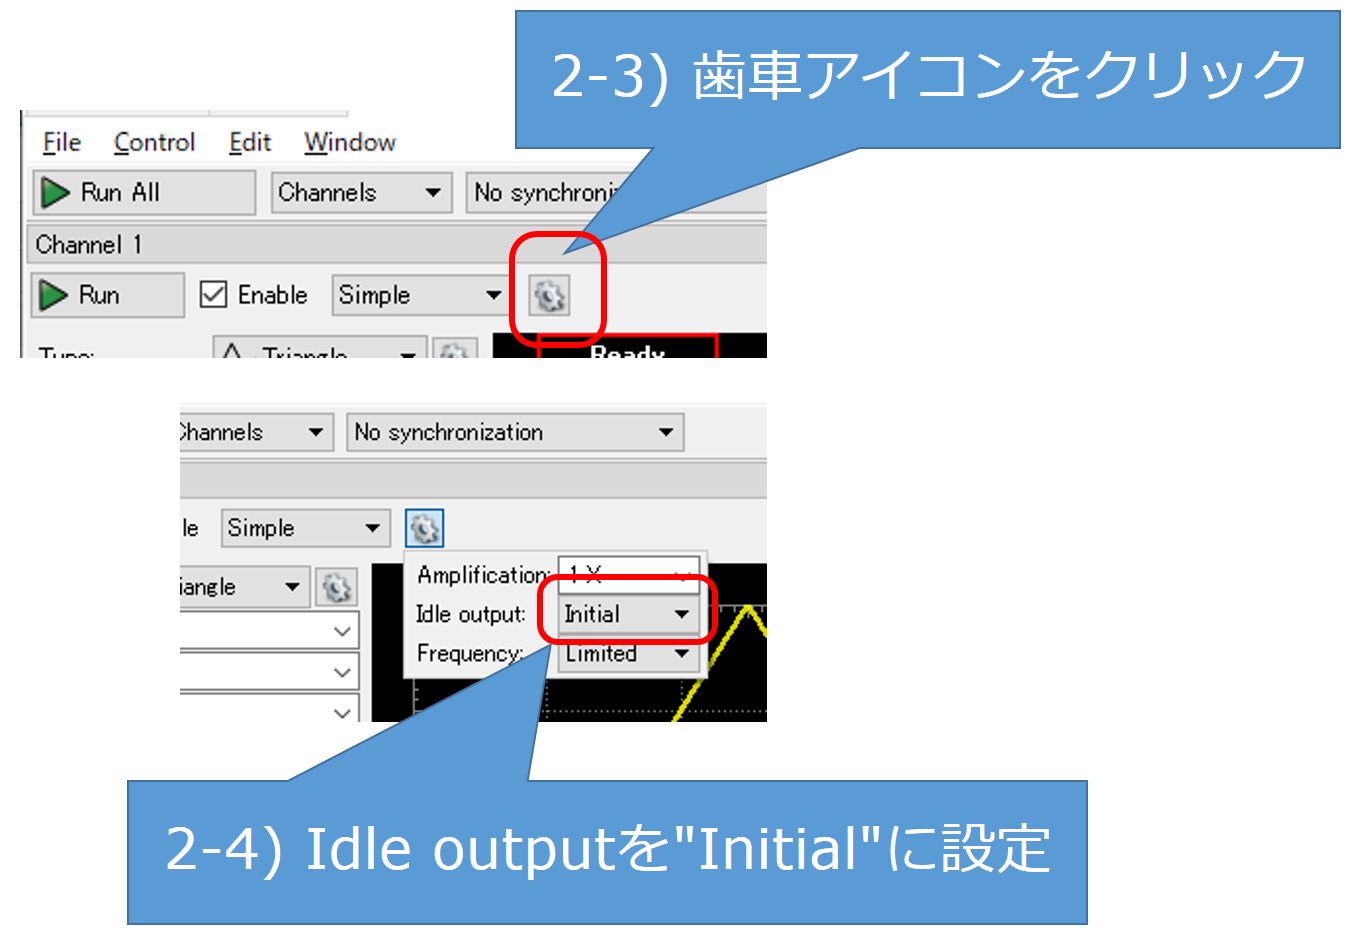 2-3) 歯車アイコンをクリック
File Control Edit Window
Run All Channels No synchroni
Channel 1
Run Enable Simple
Type: Triangle Ready
Channels No synchronization
le Simple
Amplification: 1 X
iangle Idle output: Initial
Frequency: Limited
2-4) Idle outputを"Initial"に設定